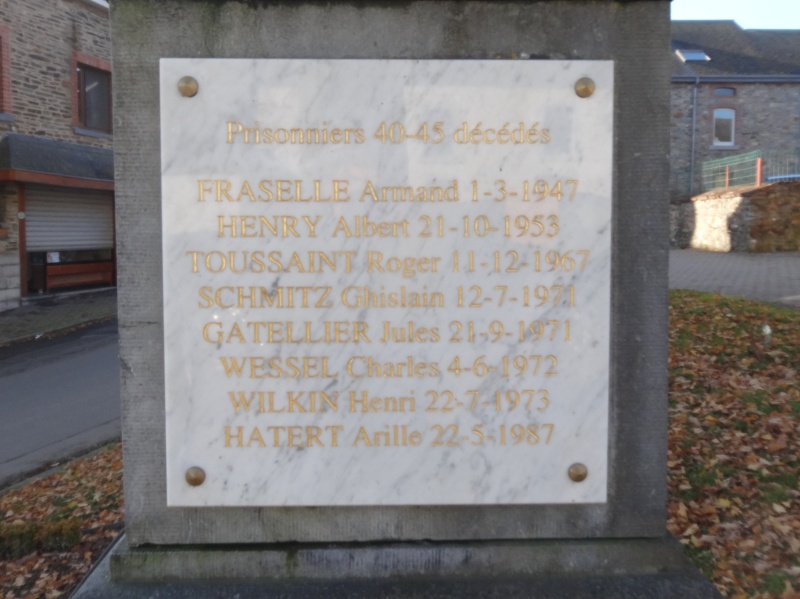 Prisonniers 40-45 décédés
FRASELLE Armand 1-3-1947
HENRY Albert 21-10-1953
TOUSSAINT Roger 11-12-1967
SCHMITZ Ghislain 12-7-1971
GATELLIER Jules 21-9-1971
WESSEL Charles 4-6-1972
WILKIN Henri 22-7-1973
HATERT Arille 22-5-1987